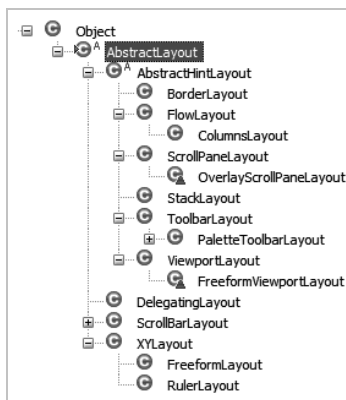 Object
AbstractLayout
AbstractHintLayout
BorderLayout
FlowLayout
ColumnsLayout
ScrollPaneLayout
OverlayScrollPaneLayout
StackLayout
ToolbarLayout
PaletteToolbarLayout
ViewportLayout
FreeformViewportLayout
DelegatingLayout
ScrollBarLayout
XYLayout
FreeformLayout
RulerLayout